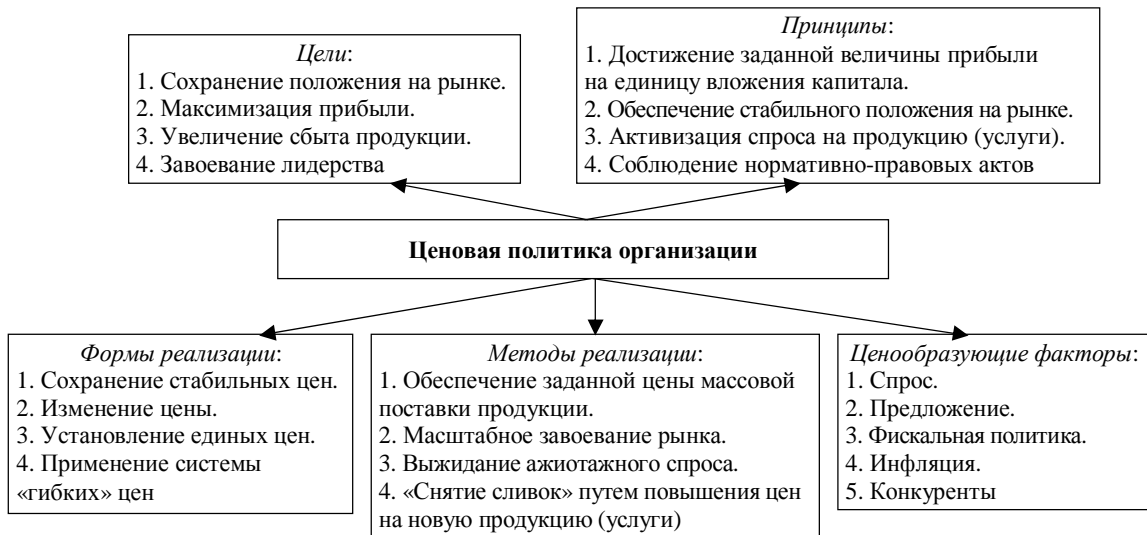 Цели:
1. Сохранение положения на рынке.
2. Максимизация прибыли.
3. Увеличение сбыта продукции.
4. Завоевание лидерства
Принципы:
1. Достижение заданной величины прибыли
на единицу вложения капитала.
2. Обеспечение стабильного положения на рынке.
3. Активизация спроса на продукцию (услуги).
4. Соблюдение нормативно-правовых актов
Ценовая политика организации
Формы реализации:
1. Сохранение стабильных цен.
2. Изменение цены.
3. Установление единых цен.
4. Применение системы
«гибких» цен
Методы реализации:
1. Обеспечение заданной цены массовой
поставки продукции.
2. Масштабное завоевание рынка.
3. Выжидание ажиотажного спроса.
4. «Снятие сливок» путем повышения цен
на новую продукцию (услуги)
Ценообразующие факторы:
1. Спрос.
2. Предложение.
3. Фискальная политика.
4. Инфляция.
5. Конкуренты